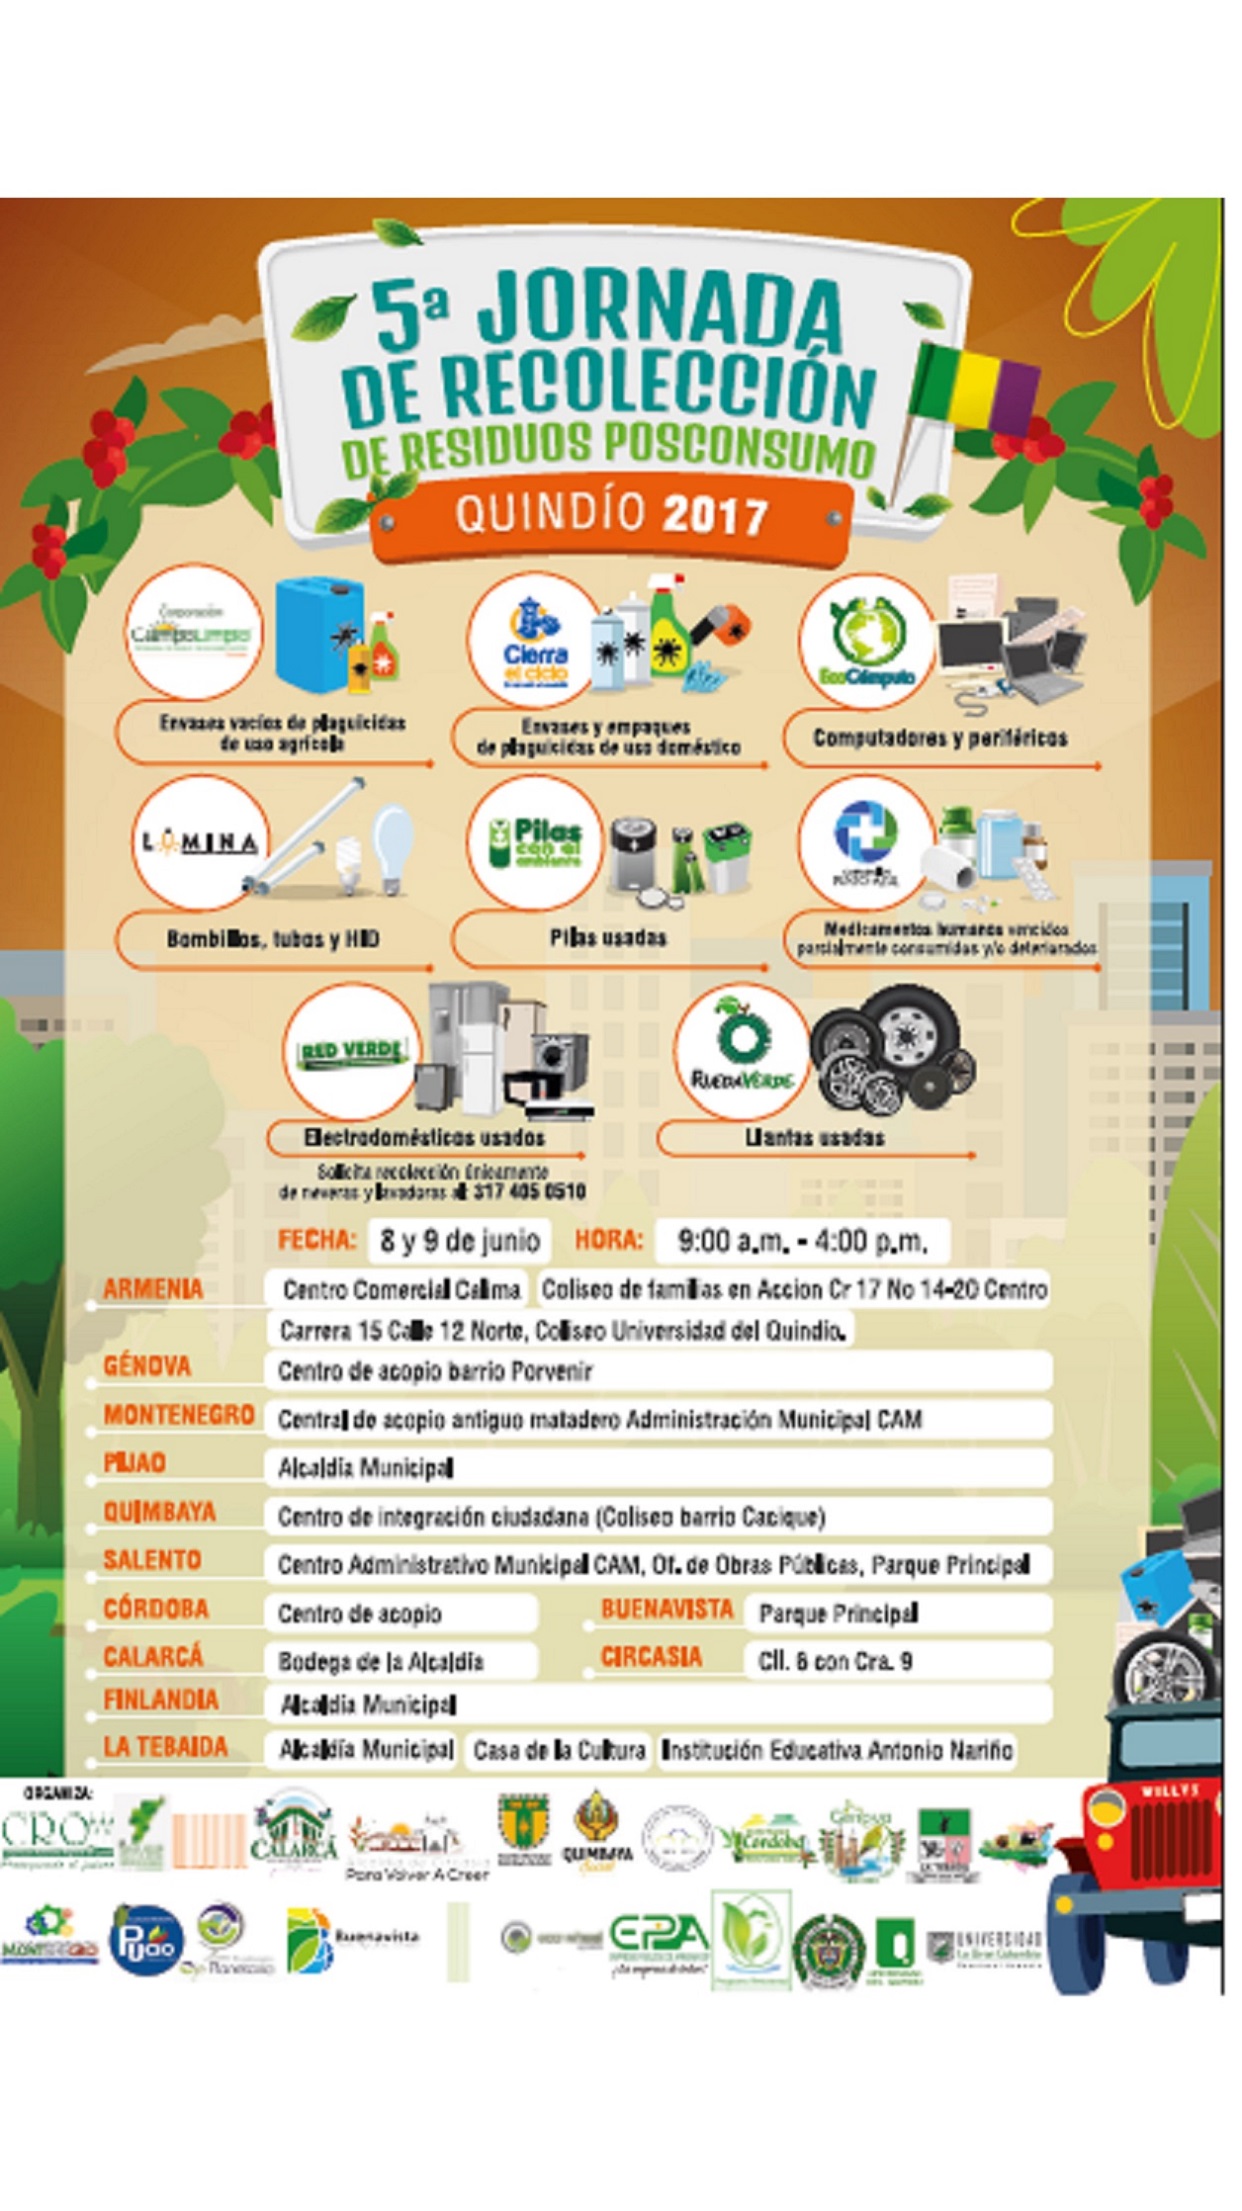 5ª JORNADA
DE RECOLECCIÓN
DE RESIDUOS POSCONSUMO
QUINDÍO 2017
Corporación
CampoLimpio
Cierra
el ciclo
EcoCómputo
Envases vacíos de plaguicidas
de uso agrícola
Envases y empaques
de plaguicidas de uso doméstico
Computadores y periféricos
LÚMINA
Pilas
con el
ambiente
PUNTO AZUL
Bombillas, tubos y HID
Pilas usadas
Medicamentos humanos vencidos
parcialmente consumidos y/o deteriorados
RED VERDE
RUEDAVERDE
Electrodomésticos usados
Llantas usadas
Solicita recolección únicamente
de neveras y lavadoras al: 317 405 0510
FECHA: 8 y 9 de junio HORA: 9:00 a.m. - 4:00 p.m.
ARMENIA Centro Comercial Calima Coliseo de familias en Accion Cr 17 No 14-20 Centro
Carrera 15 Calle 12 Norte, Coliseo Universidad del Quindio.
GÉNOVA Centro de acopio barrio Porvenir
MONTENEGRO Central de acopio antiguo matadero Administración Municipal CAM
PIJAO Alcaldía Municipal
QUIMBAYA Centro de integración ciudadana (Coliseo barrio Cacique)
SALENTO Centro Administrativo Municipal CAM, Of. de Obras Públicas, Parque Principal
CÓRDOBA Centro de acopio BUENAVISTA Parque Principal
CALARCÁ Bodega de la Alcaldía CIRCASIA Cll. 6 con Cra. 9
FINLANDIA Alcaldía Municipal
LA TEBAIDA Alcaldía Municipal Casa de la Cultura Institución Educativa Antonio Nariño
ORGANIZA:
WILLYS
CRQ
CALARCÁ
Para Volver A Creer
QUIMBAYA
Córdoba
Génova
LA TEBAIDA
MONTENEGRO
Pijao
Planetario
Buenavista
EPA
UNIVERSIDAD
La Gran Colombia